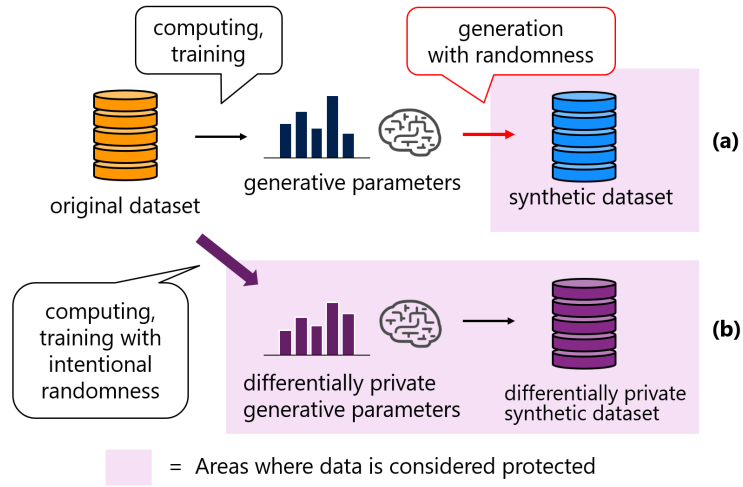 computing,
training
generation
with randomness
(a)
generative parameters
original dataset
synthetic dataset
computing,
training with
intentional
randomness
(b)
differentially private
generative parameters
differentially private
synthetic dataset
= Areas where data is considered protected